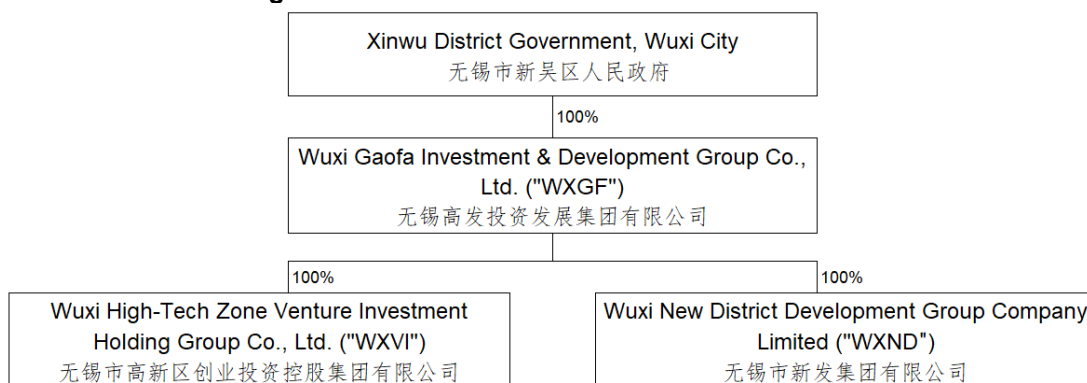 Xinwu District Government, Wuxi City
无锡市新吴区人民政府
100%
Wuxi Gaofa Investment & Development Group Co.,
Ltd. ("WXGF")
无锡高发投资发展集团有限公司
100%
100%
Wuxi High-Tech Zone Venture Investment
Holding Group Co., Ltd. ("WXVI")
无锡市高新区创业投资控股集团有限公司
Wuxi New District Development Group Company
Limited ("WXND")
无锡市新发集团有限公司